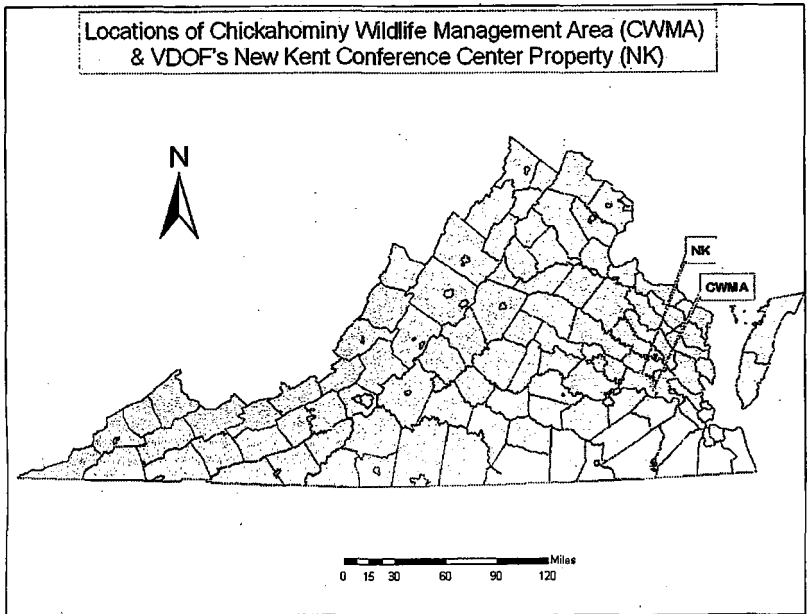 Locations of Chickahominy Wildlife Management Area (CWMA)
& VDOF's New Kent Conference Center Property (NK)
N
NK
CWMA
Miles
0 15 30 60 90 120